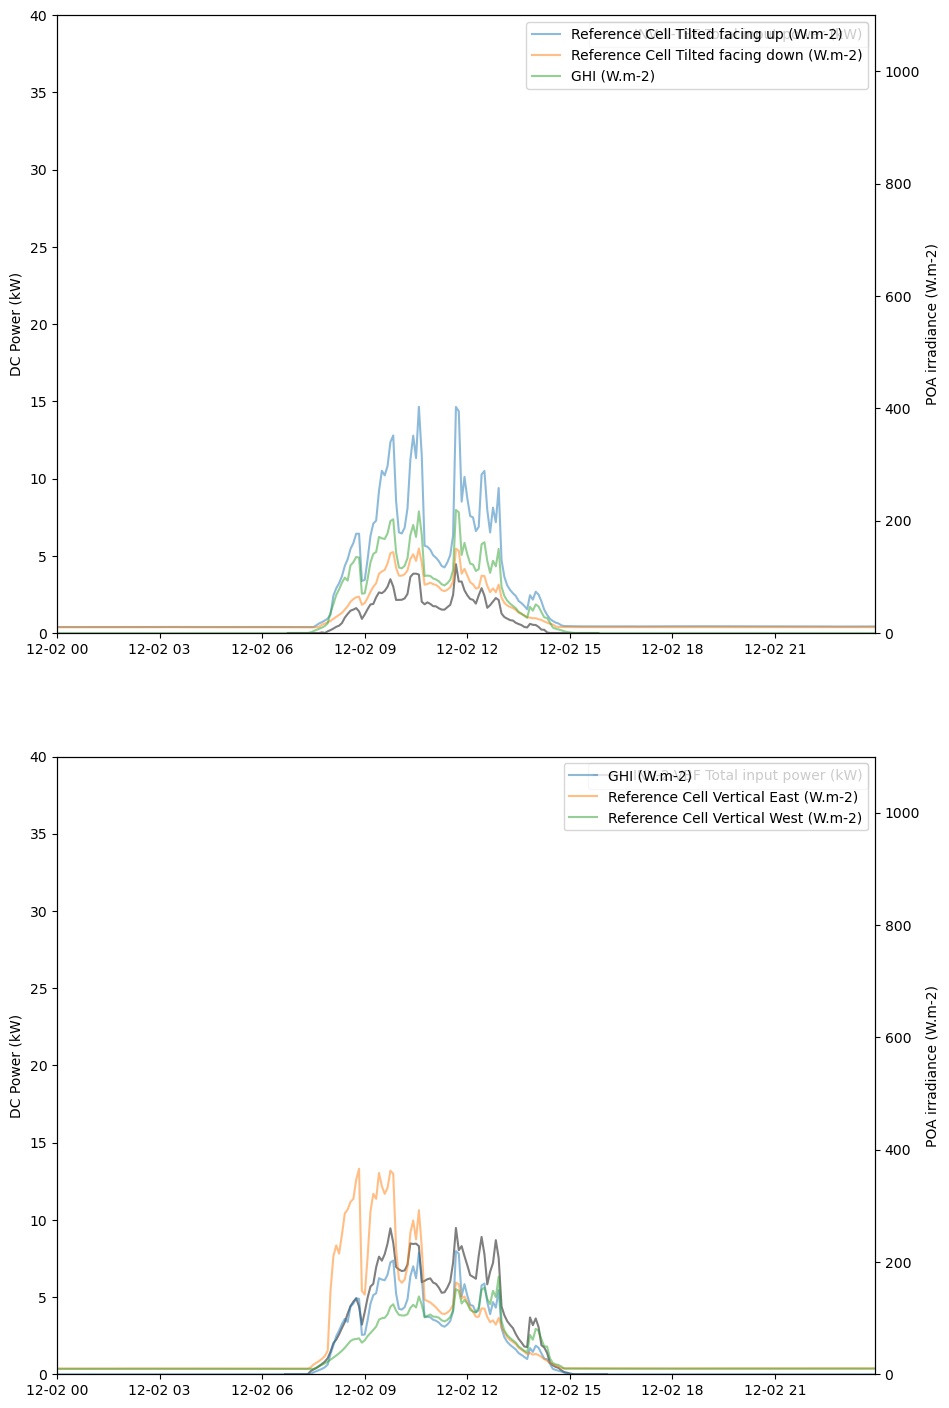 40
35
30
25
20
15
10
5
0
DC Power (kW)
Reference Cell Tilted facing up (W.m-2)
kW)
Reference Cell Tilted facing down (W.m-2)
GHI (W.m-2)
1000
800
600
400
200
0
POA irradiance (W.m-2)
12-02 00 12-02 03 12-02 06 12-02 09 12-02 12 12-02 15 12-02 18 12-02 21
40
35
30
25
20
15
10
5
0
DC Power (kW)
GHI (W.m-2)
Total input power (kW)
Reference Cell Vertical East (W.m-2)
Reference Cell Vertical West (W.m-2)
1000
800
600
400
200
0
POA irradiance (W.m-2)
12-02 00 12-02 03 12-02 06 12-02 09 12-02 12 12-02 15 12-02 18 12-02 21